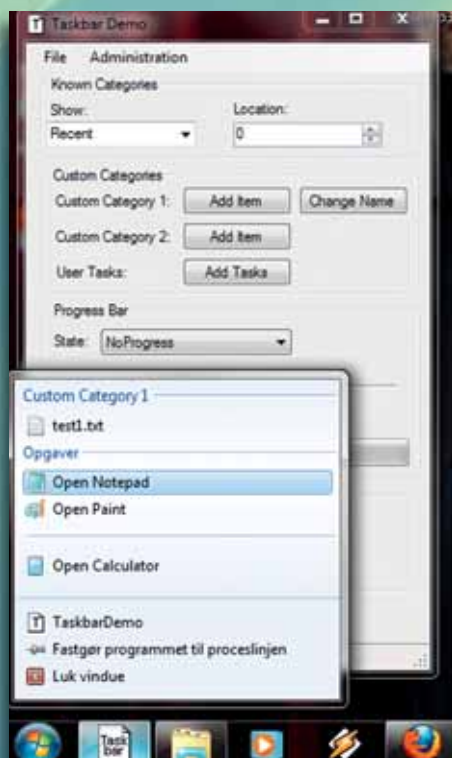 Taskbar Demo
File Administration
Known Categories
Show: Location:
Recent 0
Custom Categories
Custom Category 1: Add Item Change Name
Custom Category 2: Add Item
User Tasks: Add Tasks
Progress Bar
State: NoProgress
Custom Category 1
test1.txt
Opgaver
Open Notepad
Open Paint
Open Calculator
TaskbarDemo
Fastgør programmet til proceslinjen
Luk vindue
Task
bar